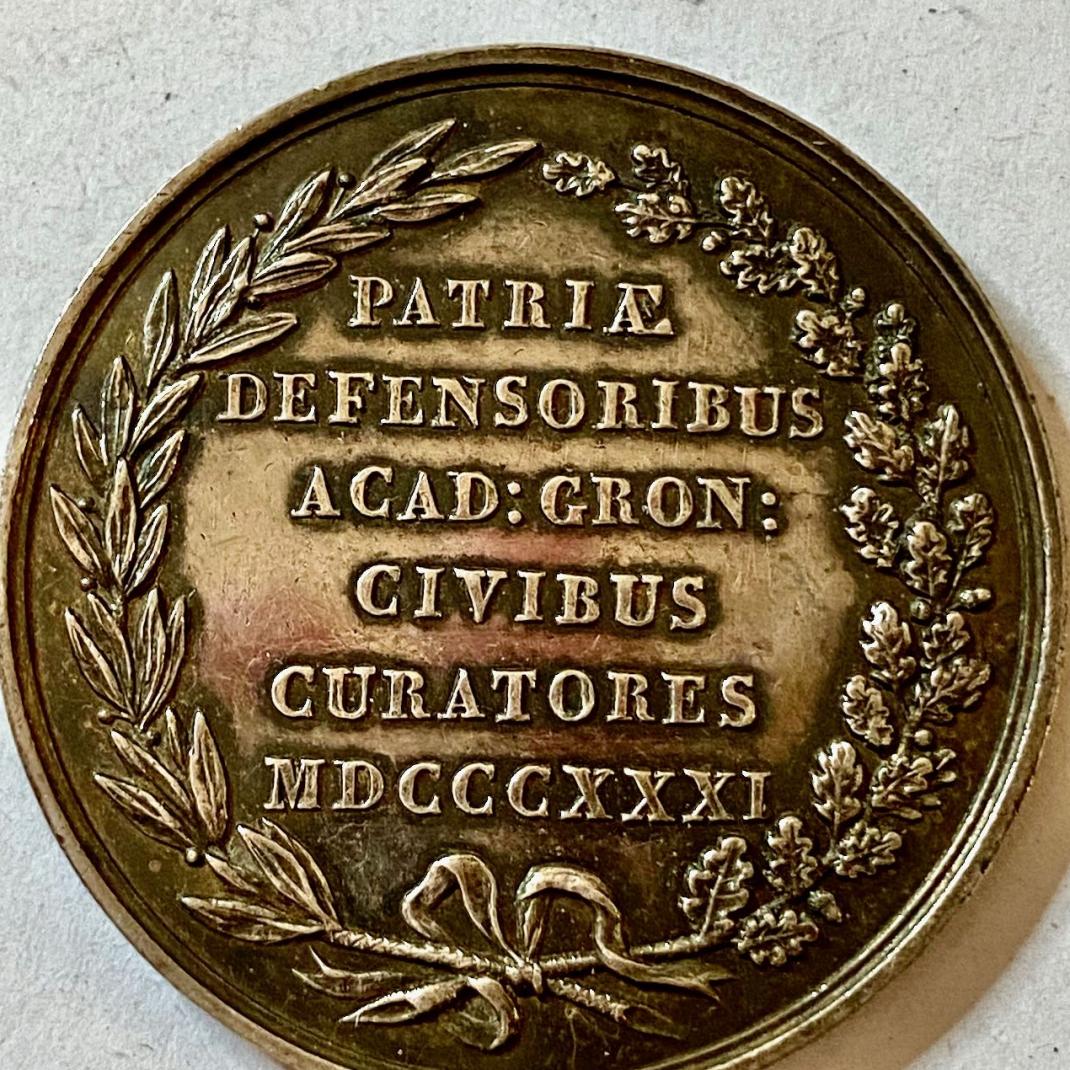 PATRIÆ
DEFENSORIBUS
ACAD: GRON:
CIVIBUS
CURATORES
MDCCCXXXI